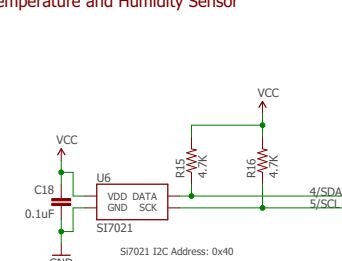 emperature and Humidity Sensor
VCC
VCC
R15
4.7K
R16
4.7K
U6
C18
0.1uF
VDD DATA
GND SCK
4/SDA
5/SCL
SI7021
Si7021 I2C Address: 0x40
GND